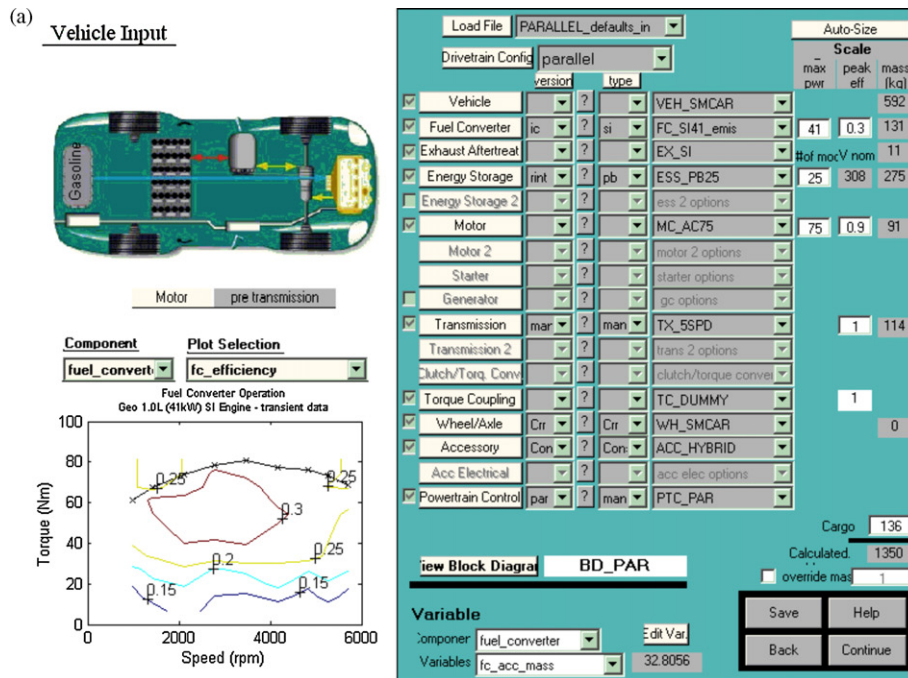 (a)
Vehicle Input
Gasoline
Motor pre transmission
Component Plot Selection
fuel_convert fc_efficiency
Fuel Converter Operation
Geo 1.0L (41kW) SI Engine - transient data
100
80
60
40
20
0
Torque (Nm)
0.25 0.25
0.3
0.2 0.25
0.15 0.15
0 2000 4000 6000
Speed (rpm)
Load File PARALLEL_defaults_in
Auto-Size
Drivetrain Config parallel
Scale
version type
max pwr peak eff mass (kg)
Vehicle ? VEH_SMCAR 592
Fuel Converter ic ? si FC_SI41_emis 41 0.3 131
Exhaust Aftertreat ? EX_SI #of moc V nom 11
Energy Storage rint ? pb ESS_PB25 25 308 275
Energy Storage 2 ? ess 2 options
Motor ? MC_AC75 75 0.9 91
Motor 2 ? motor 2 options
Starter ? starter options
Generator ? gc options
Transmission mar ? man TX_5SPD 1 114
Transmission 2 ? trans 2 options
Clutch/Torq. Conv ? clutch/torque conver
Torque Coupling ? TC_DUMMY 1
Wheel/Axle Crr ? Crr WH_SMCAR 0
Accessory Con ? Con ACC_HYBRID
Acc Electrical ? acc elec options
Powertrain Control par ? man PTC_PAR
Cargo 136
Calculated. 1350
View Block Diagra BD_PAR
override mas 1
Variable
Componer fuel_converter Edit Var.
Variables fc_acc_mass 32.8056
Save Help
Back Continue